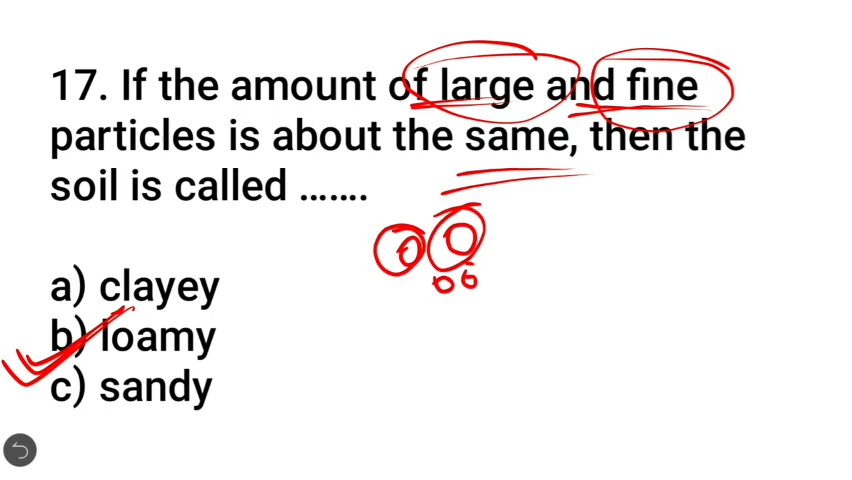 17. If the amount of large and fine
particles is about the same, then the
soil is called .......
a) clayey
b) loamy
c) sandy